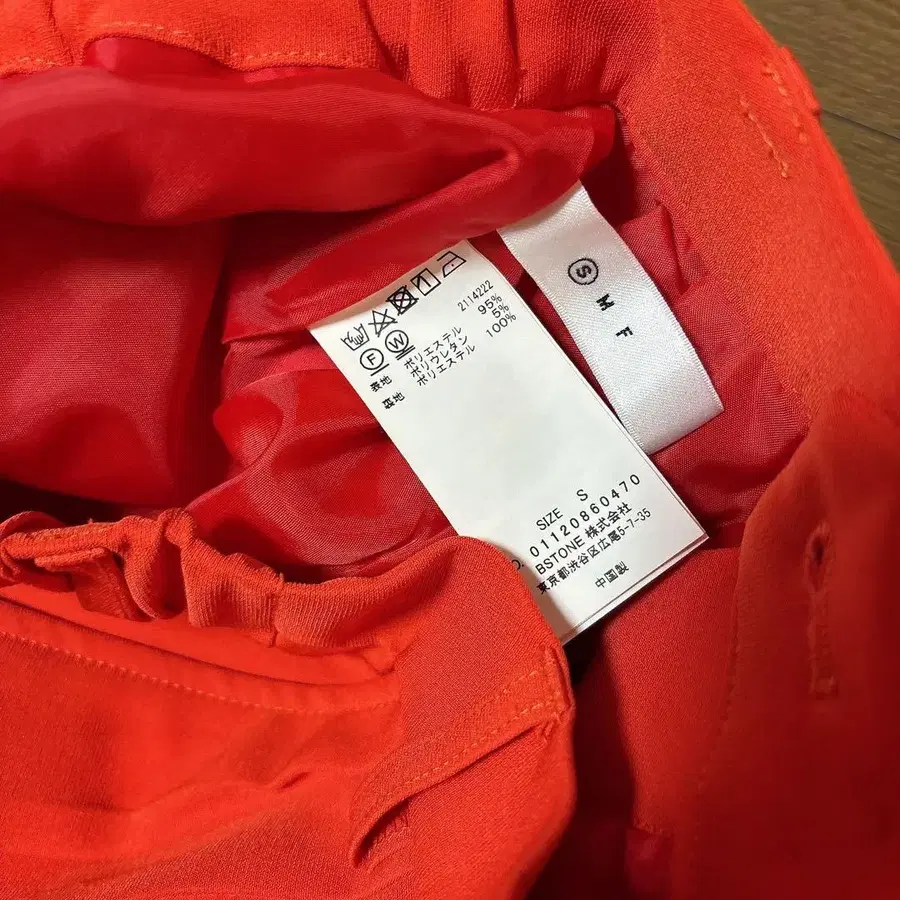 2114222
Ⓕ Ⓦ
表地 ポリエステル 95%
ポリウレタン 5%
袋地 ポリエステル 100%
SIZE S
O. 01120860470
BSTONE 株式会社
東京都渋谷区広尾5-7-35
中国製
Ⓢ M F